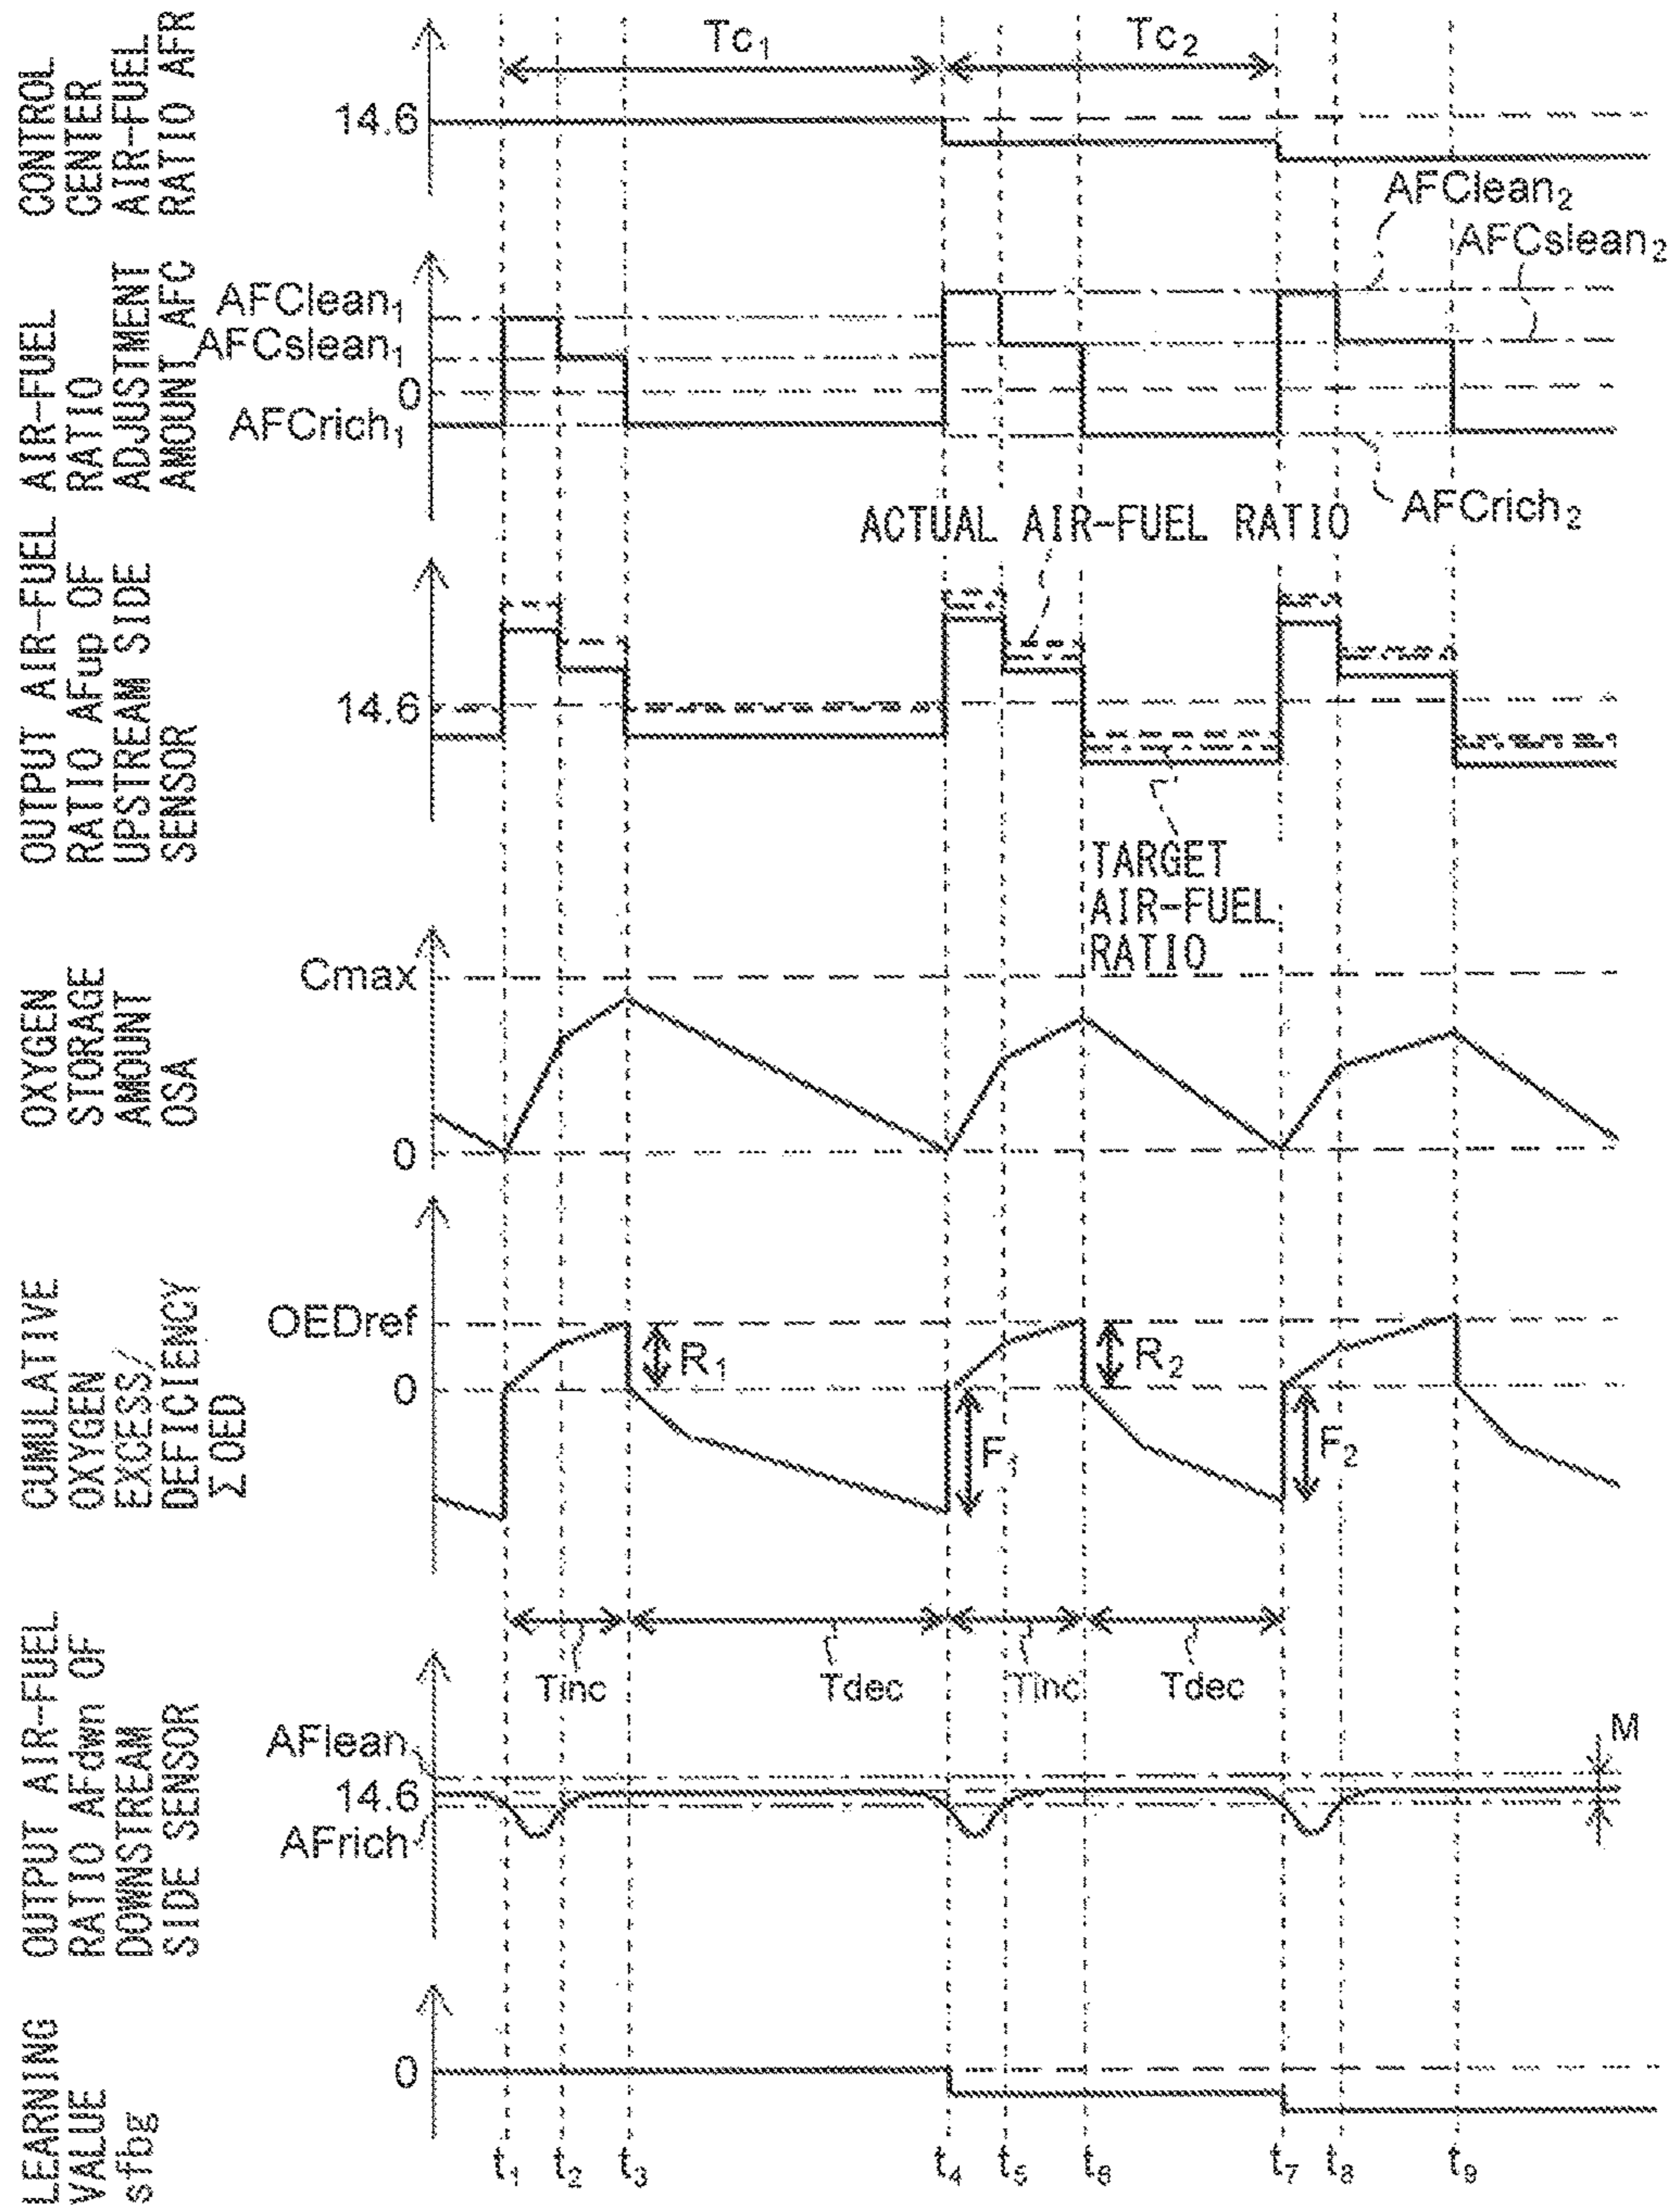 CONTROL
CENTER
AIR-FUEL
RATIO AFR
14.6
Tc₁
Tc₂
AIR-FUEL
RATIO
ADJUSTMENT
AMOUNT AFC
AFClean₁
AFCslean₁
0
AFCrich₁
AFClean₂
AFCslean₂
AFCrich₂
OUTPUT AIR-FUEL
RATIO AFup OF
UPSTREAM SIDE
SENSOR
14.6
ACTUAL AIR-FUEL RATIO
TARGET
AIR-FUEL
RATIO
OXYGEN
STORAGE
AMOUNT
OSA
Cmax
0
CUMULATIVE
OXYGEN
EXCESS/
DEFICIENCY
ΣOED
OEDref
0
R₁
F₁
R₂
F₂
Tinc
Tdec
Tinc
Tdec
OUTPUT AIR-FUEL
RATIO AFdwn OF
DOWNSTREAM
SIDE SENSOR
AFlean
14.6
AFrich
M
LEARNING
VALUE
sfbg
0
t₁ t₂ t₃ t₄ t₅ t₆ t₇ t₈ t₉